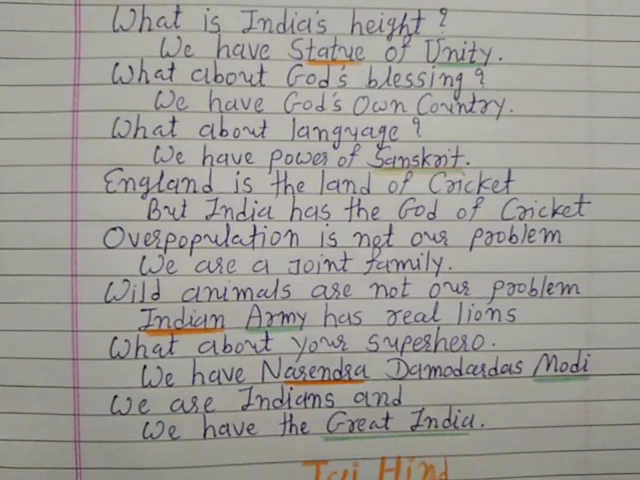 What is India's height?
We have Statue of Unity.
What about God's blessing?
We have God's Own Country.
What about language?
We have power of Sanskrit.
England is the land of Cricket
But India has the God of Cricket
Overpopulation is not our problem
We are a joint family.
Wild animals are not our problem
Indian Army has real lions
What about your superhero.
We have Narendra Damodardas Modi
We are Indians and
We have the Great India.
Jai Hind